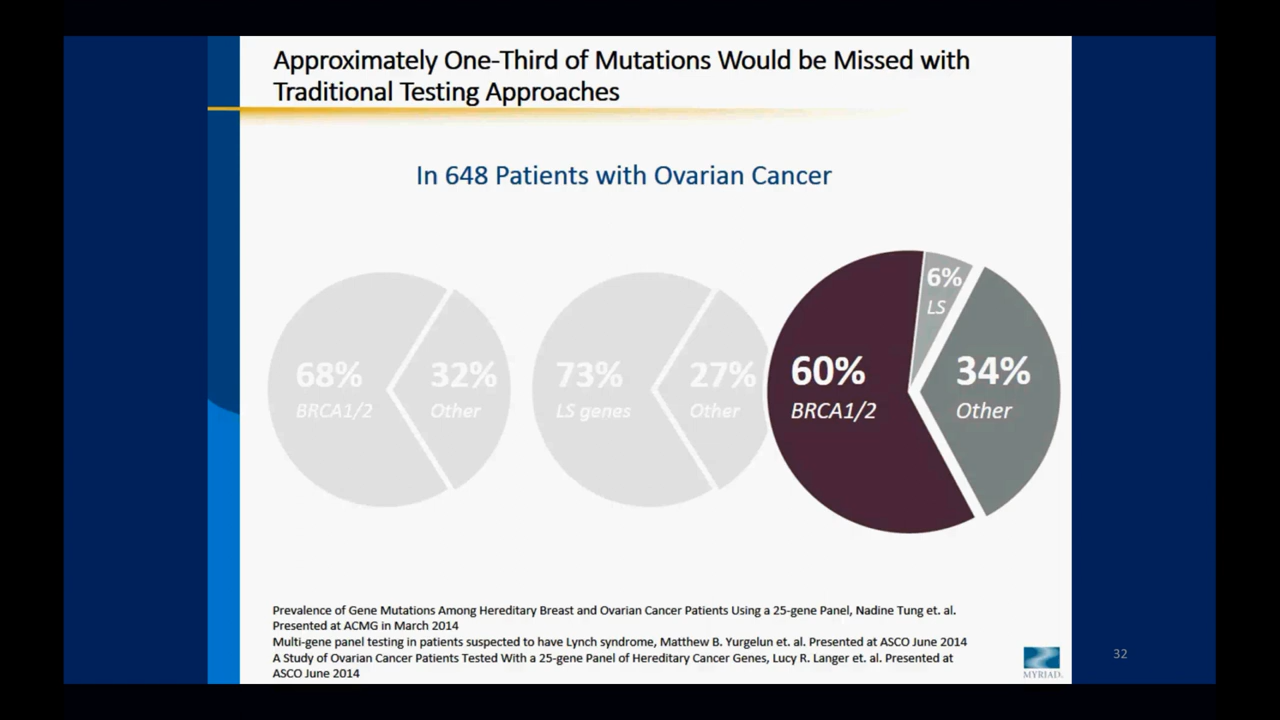 Approximately One-Third of Mutations Would be Missed with
Traditional Testing Approaches
In 648 Patients with Ovarian Cancer
68%
BRCA1/2
32%
Other
73%
LS genes
27%
Other
60%
BRCA1/2
6%
LS
34%
Other
Prevalence of Gene Mutations Among Hereditary Breast and Ovarian Cancer Patients Using a 25-gene Panel, Nadine Tung et. al.
Presented at ACMG in March 2014
Multi-gene panel testing in patients suspected to have Lynch syndrome, Matthew B. Yurgelun et. al. Presented at ASCO June 2014
A Study of Ovarian Cancer Patients Tested With a 25-gene Panel of Hereditary Cancer Genes, Lucy R. Langer et. al. Presented at
ASCO June 2014
MYRIAD.
32